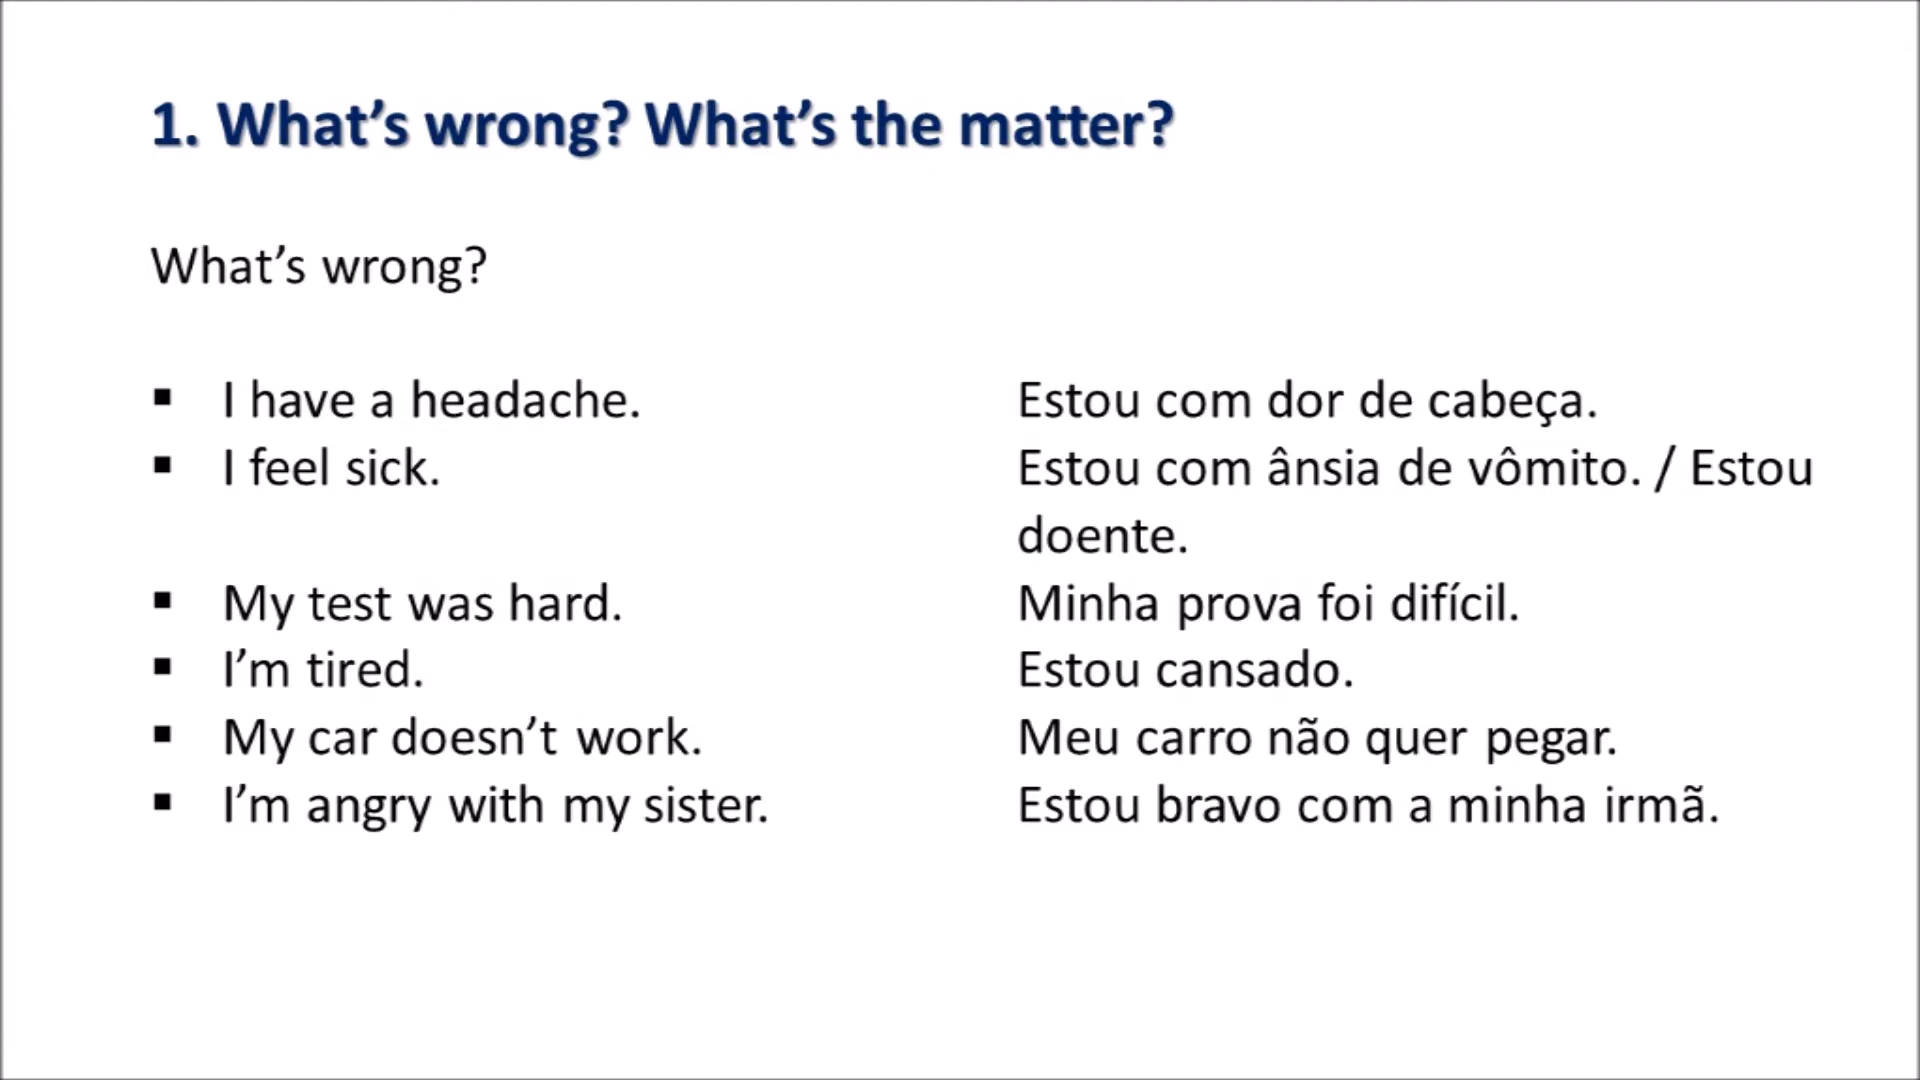 1. What’s wrong? What’s the matter?
What’s wrong?
▪ I have a headache. Estou com dor de cabeça.
▪ I feel sick. Estou com ânsia de vômito. / Estou
doente.
▪ My test was hard. Minha prova foi difícil.
▪ I’m tired. Estou cansado.
▪ My car doesn’t work. Meu carro não quer pegar.
▪ I’m angry with my sister. Estou bravo com a minha irmã.